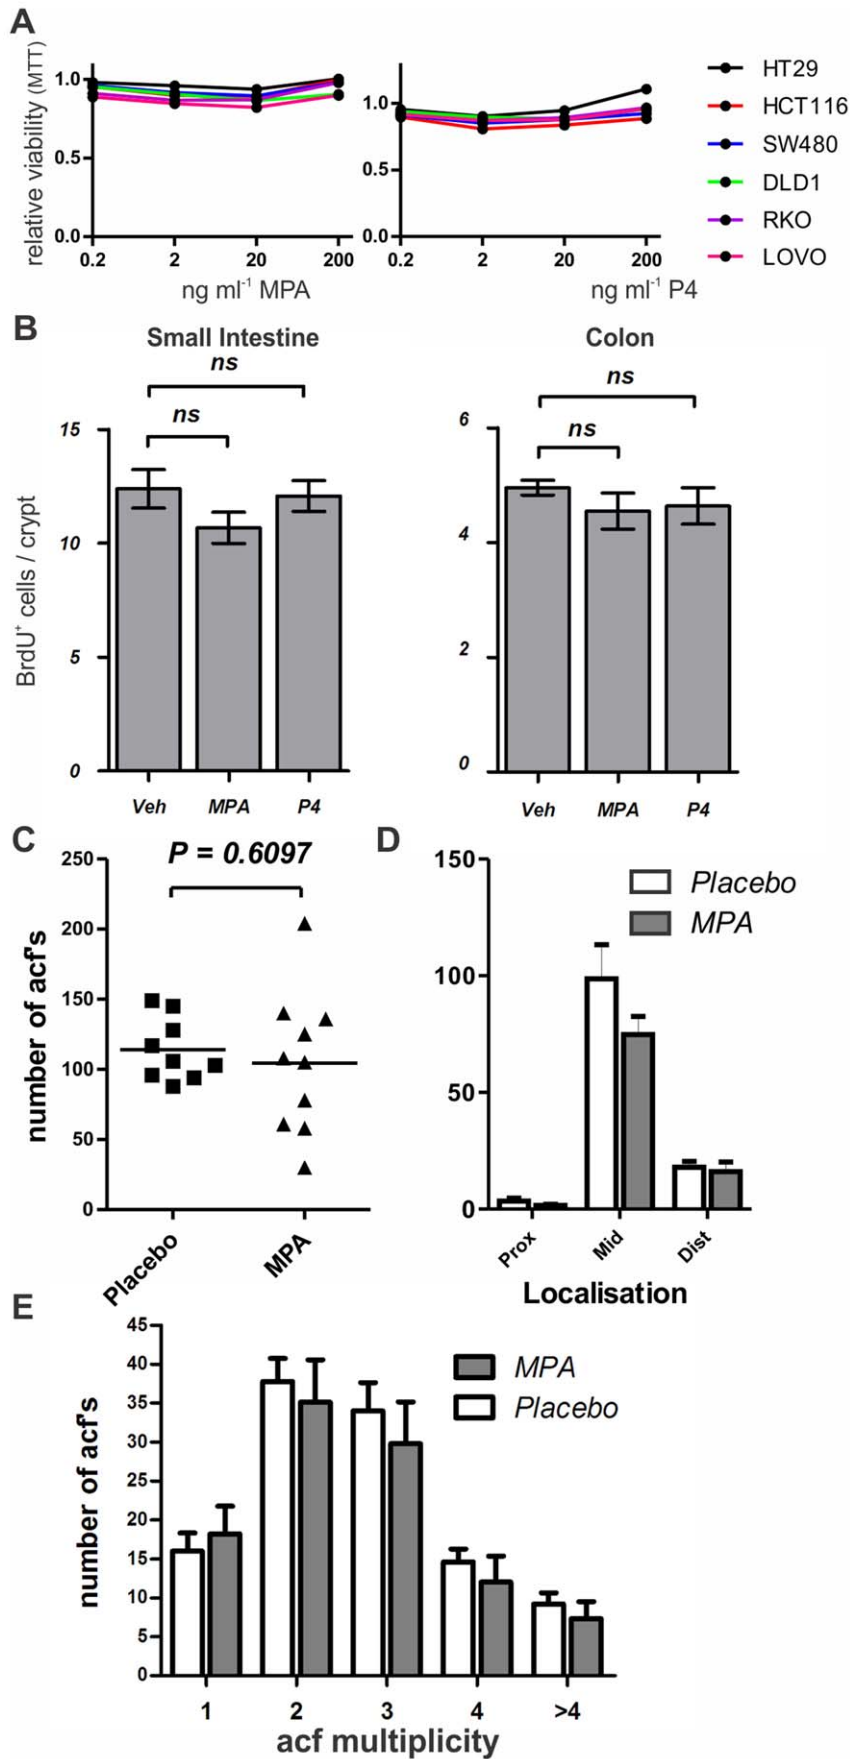 A
relative viability (MTT)
1.0
0.5
0.0
0.2 2 20 200
ng ml⁻¹ MPA
1.0
0.5
0.0
0.2 2 20 200
ng ml⁻¹ P4
HT29
HCT116
SW480
DLD1
RKO
LOVO
B
Small Intestine
ns
ns
BrdU⁺ cells / crypt
15
10
5
0
Veh MPA P4
Colon
ns
ns
6
4
2
0
Veh MPA P4
C
P = 0.6097
number of acf's
250
200
150
100
50
0
Placebo
MPA
D
150
100
50
0
Placebo
MPA
Prox
Mid
Dist
Localisation
E
number of acf's
45
40
35
30
25
20
15
10
5
0
MPA
Placebo
1 2 3 4 >4
acf multiplicity